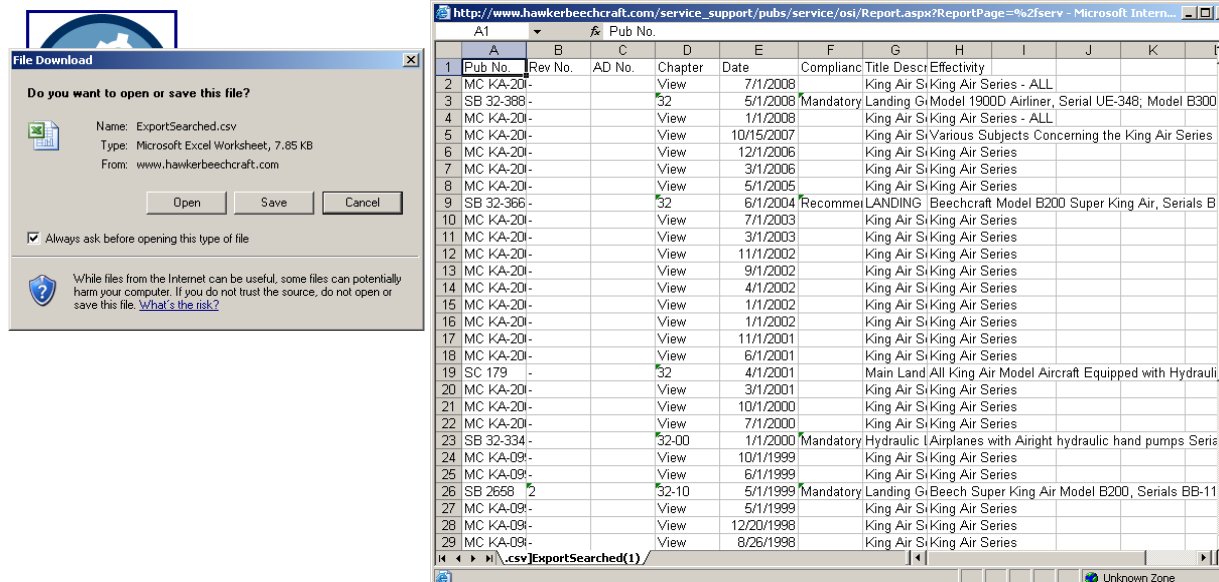 File Download
Do you want to open or save this file?
Name: ExportSearched.csv
Type: Microsoft Excel Worksheet, 7.85 KB
From: www.hawkerbeechcraft.com
Open Save Cancel
Always ask before opening this type of file
While files from the Internet can be useful, some files can potentially
harm your computer. If you do not trust the source, do not open or
save this file. What's the risk?
http://www.hawkerbeechcraft.com/service_support/pubs/service/osi/Report.aspx?ReportPage=%2fserv - Microsoft Intern...
A1 fx Pub No.
A B C D E F G H I J K
1 Pub No. Rev No. AD No. Chapter Date Complianc Title Descr Effectivity
2 MC KA-20 - View 7/1/2008 King Air S King Air Series - ALL
3 SB 32-388 - 32 5/1/2008 Mandatory Landing G Model 1900D Airliner, Serial UE-348; Model B300
4 MC KA-20 - View 1/1/2008 King Air S King Air Series - ALL
5 MC KA-20 - View 10/15/2007 King Air S Various Subjects Concerning the King Air Series
6 MC KA-20 - View 12/1/2006 King Air S King Air Series
7 MC KA-20 - View 3/1/2006 King Air S King Air Series
8 MC KA-20 - View 5/1/2005 King Air S King Air Series
9 SB 32-366 - 32 6/1/2004 Recomme LANDING Beechcraft Model B200 Super King Air, Serials B
10 MC KA-20 - View 7/1/2003 King Air S King Air Series
11 MC KA-20 - View 3/1/2003 King Air S King Air Series
12 MC KA-20 - View 11/1/2002 King Air S King Air Series
13 MC KA-20 - View 9/1/2002 King Air S King Air Series
14 MC KA-20 - View 4/1/2002 King Air S King Air Series
15 MC KA-20 - View 1/1/2002 King Air S King Air Series
16 MC KA-20 - View 1/1/2002 King Air S King Air Series
17 MC KA-20 - View 11/1/2001 King Air S King Air Series
18 MC KA-20 - View 6/1/2001 King Air S King Air Series
19 SC 179 - 32 4/1/2001 Main Land All King Air Model Aircraft Equipped with Hydrauli
20 MC KA-20 - View 3/1/2001 King Air S King Air Series
21 MC KA-20 - View 10/1/2000 King Air S King Air Series
22 MC KA-20 - View 7/1/2000 King Air S King Air Series
23 SB 32-334 - 32-00 1/1/2000 Mandatory Hydraulic Airplanes with Airight hydraulic hand pumps Seria
24 MC KA-09 - View 10/1/1999 King Air S King Air Series
25 MC KA-09 - View 6/1/1999 King Air S King Air Series
26 SB 2658 2 32-10 5/1/1999 Mandatory Landing G Beech Super King Air Model B200, Serials BB-11
27 MC KA-09 - View 5/1/1999 King Air S King Air Series
28 MC KA-09 - View 12/20/1998 King Air S King Air Series
29 MC KA-09 - View 8/26/1998 King Air S King Air Series
.csv]ExportSearched(1)
Unknown Zone